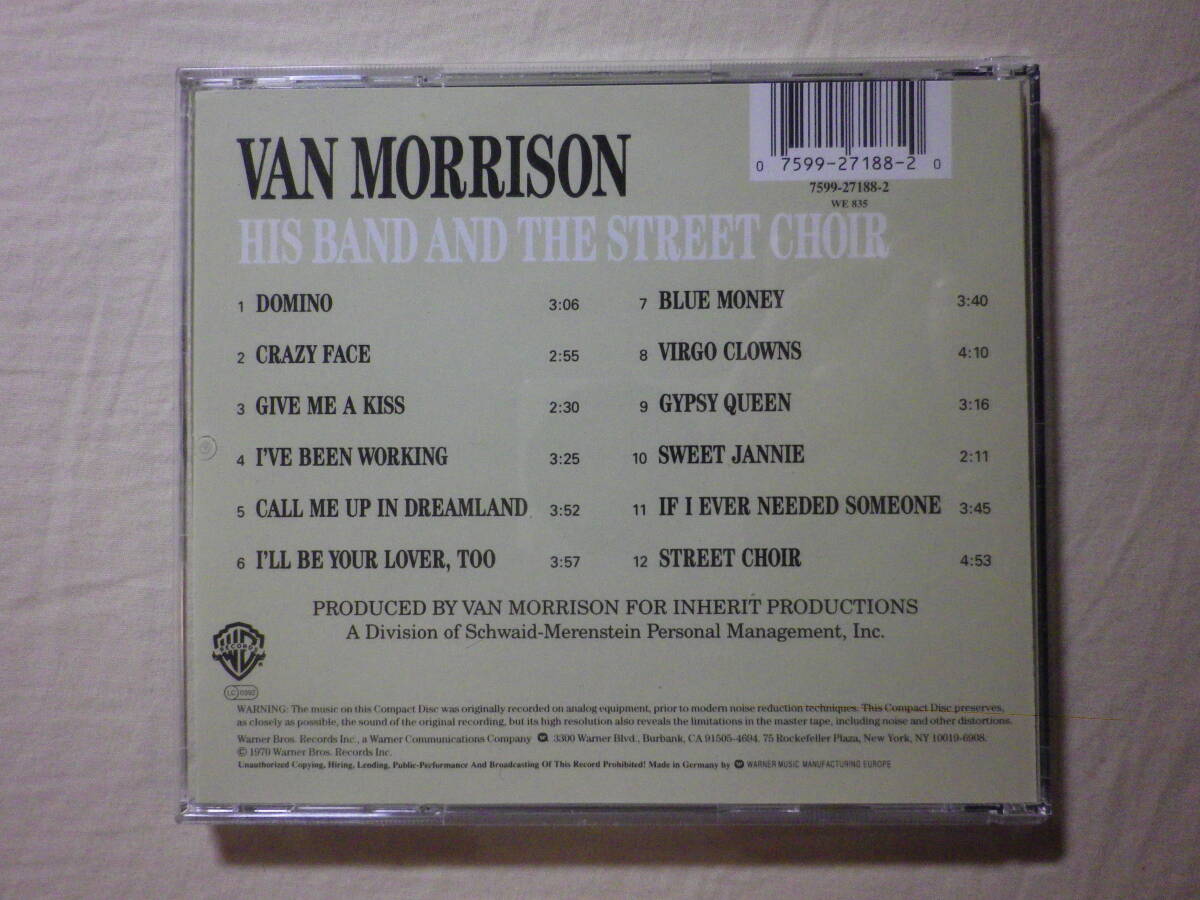 VAN MORRISON
HIS BAND AND THE STREET CHOIR
0 7599-27188-2 0
7599-27188-2
WE 835
1 DOMINO 3:06
2 CRAZY FACE 2:55
3 GIVE ME A KISS 2:30
4 I'VE BEEN WORKING 3:25
5 CALL ME UP IN DREAMLAND 3:52
6 I'LL BE YOUR LOVER, TOO 3:57
7 BLUE MONEY 3:40
8 VIRGO CLOWNS 4:10
9 GYPSY QUEEN 3:16
10 SWEET JANNIE 2:11
11 IF I EVER NEEDED SOMEONE 3:45
12 STREET CHOIR 4:53
PRODUCED BY VAN MORRISON FOR INHERIT PRODUCTIONS
A Division of Schwaid-Merenstein Personal Management, Inc.
RECORDS
LC 0392
WARNING: The music on this Compact Disc was originally recorded on analog equipment, prior to modern noise reduction techniques. This Compact Disc preserves,
as closely as possible, the sound of the original recording, but its high resolution also reveals the limitations in the master tape, including noise and other distortions.
Warner Bros. Records Inc., a Warner Communications Company 3300 Warner Blvd., Burbank, CA 91505-4694. 75 Rockefeller Plaza, New York, NY 10019-6908.
© 1970 Warner Bros. Records Inc.
Unauthorized Copying, Hiring, Lending, Public-Performance And Broadcasting Of This Record Prohibited! Made in Germany by WARNER MUSIC MANUFACTURING EUROPE